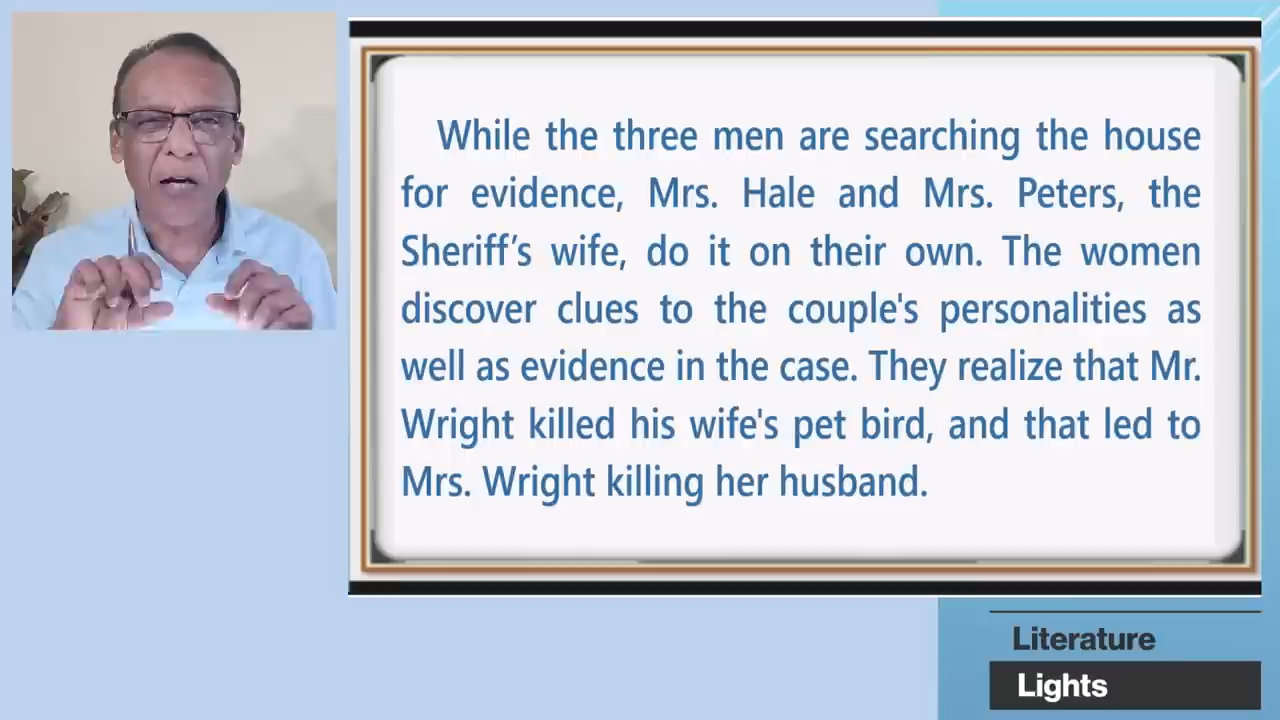 While the three men are searching the house
for evidence, Mrs. Hale and Mrs. Peters, the
Sheriff’s wife, do it on their own. The women
discover clues to the couple's personalities as
well as evidence in the case. They realize that Mr.
Wright killed his wife's pet bird, and that led to
Mrs. Wright killing her husband.
Literature
Lights